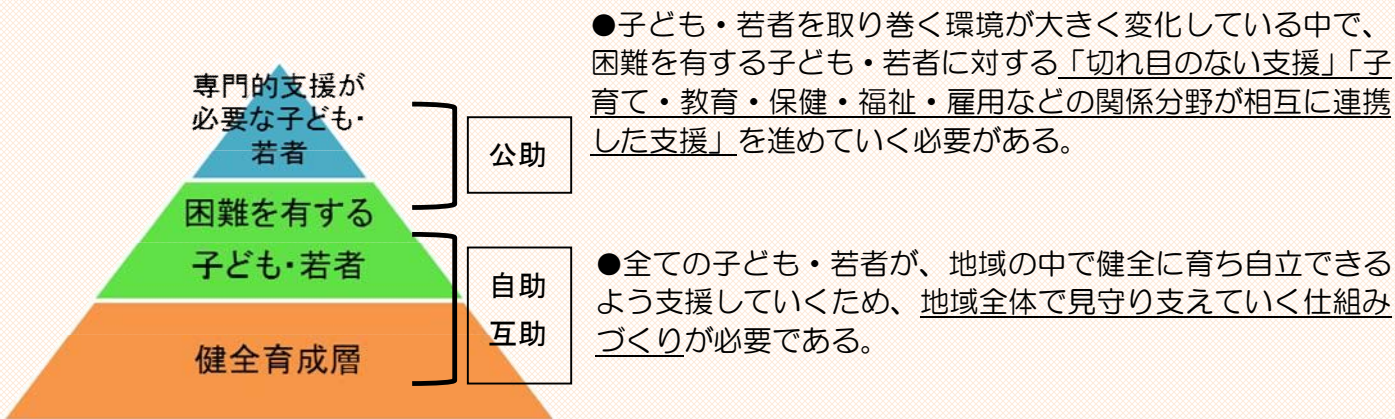 専門的支援が
必要な子ども・
若者
困難を有する
子ども・若者
健全育成層
公助
自助
互助
●子ども・若者を取り巻く環境が大きく変化している中で、
困難を有する子ども・若者に対する「切れ目のない支援」「子
育て・教育・保健・福祉・雇用などの関係分野が相互に連携
した支援」を進めていく必要がある。
●全ての子ども・若者が、地域の中で健全に育ち自立できる
よう支援していくため、地域全体で見守り支えていく仕組み
づくりが必要である。